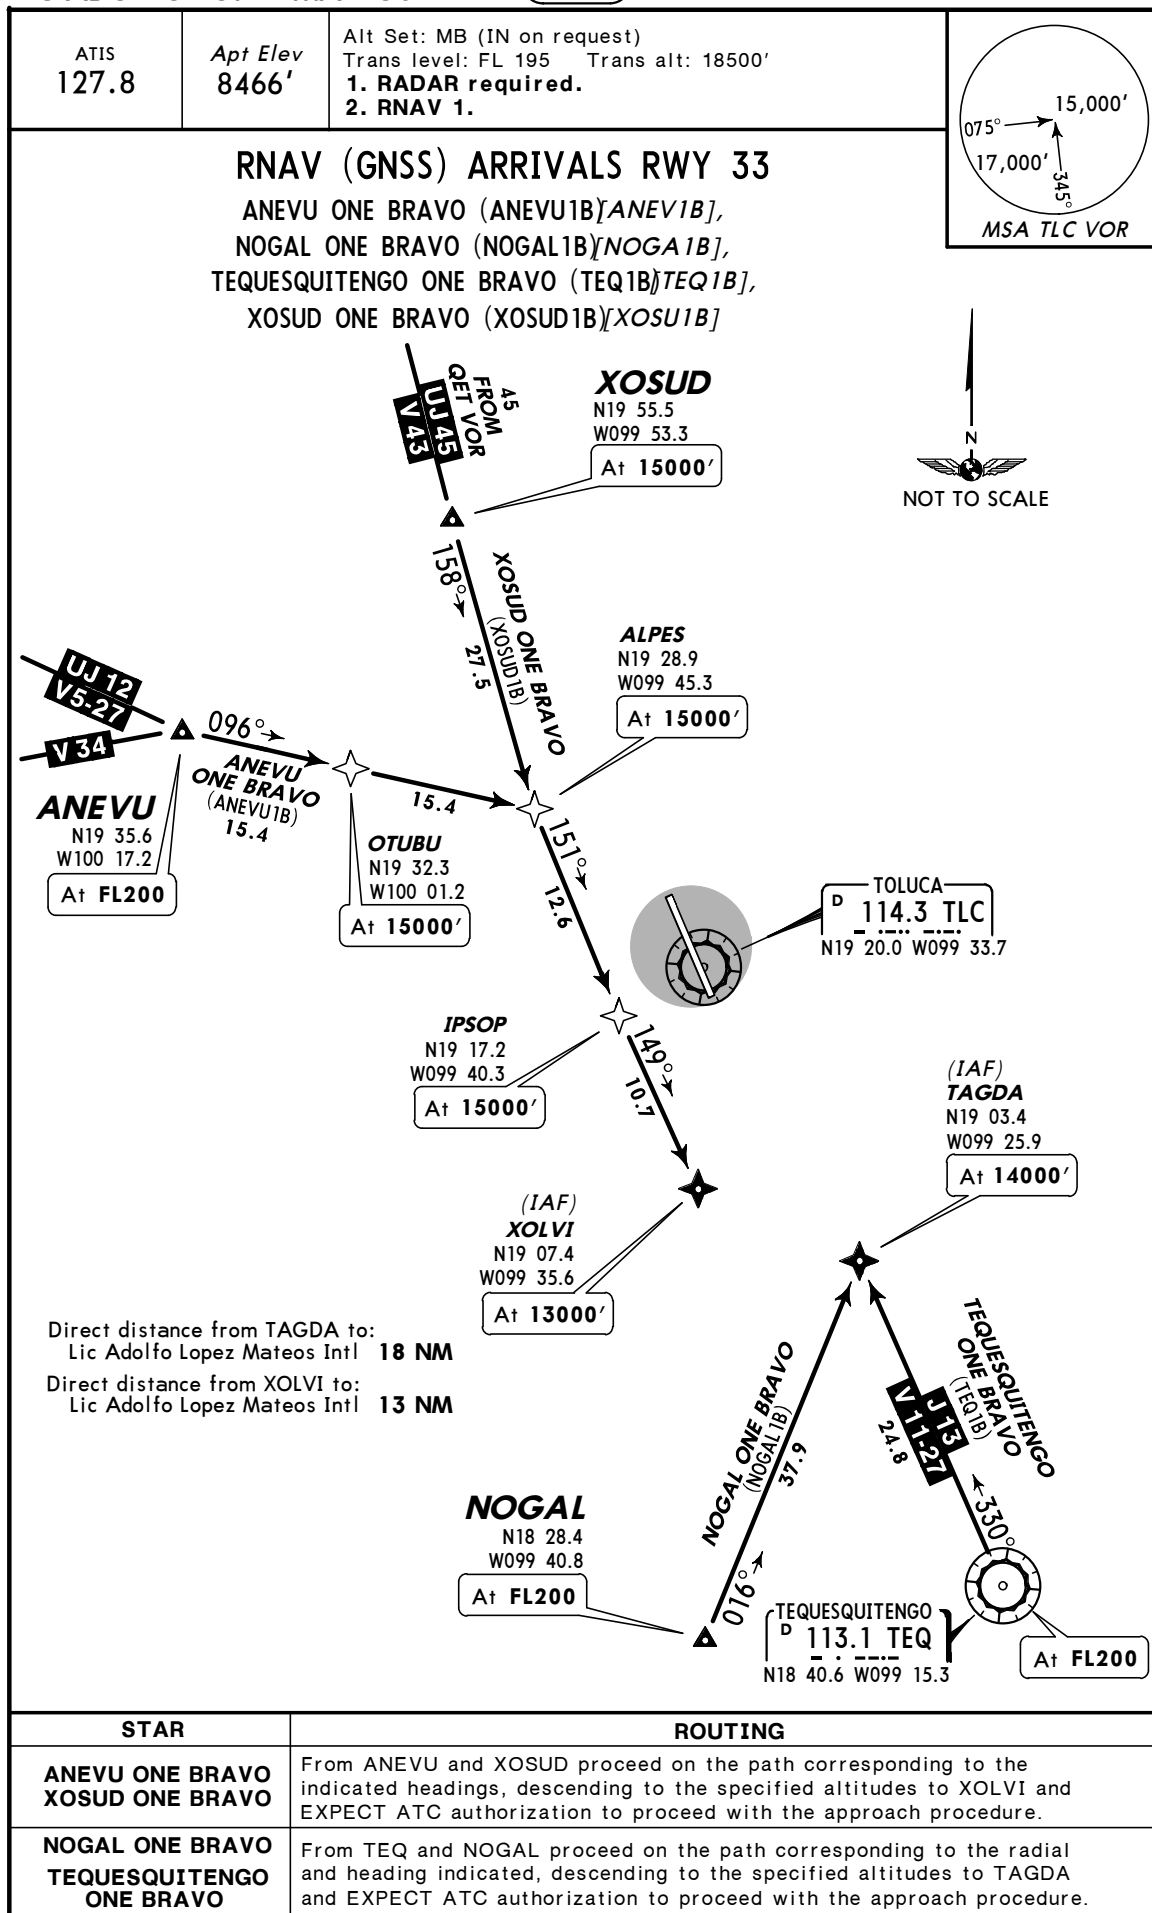 ATIS
127.8
Apt Elev
8466'
Alt Set: MB (IN on request)
Trans level: FL 195 Trans alt: 18500'
1. RADAR required.
2. RNAV 1.
075°
15,000'
17,000'
345°
MSA TLC VOR
RNAV (GNSS) ARRIVALS RWY 33
ANEVU ONE BRAVO (ANEVU1B)[ANEV1B],
NOGAL ONE BRAVO (NOGAL1B)[NOGA1B],
TEQUESQUITENGO ONE BRAVO (TEQ1B)[TEQ1B],
XOSUD ONE BRAVO (XOSUD1B)[XOSU1B]
45
FROM
QET VOR
UJ 45
V 43
XOSUD
N19 55.5
W099 53.3
At 15000'
N
NOT TO SCALE
158°
27.5
XOSUD ONE BRAVO
(XOSUD1B)
ALPES
N19 28.9
W099 45.3
At 15000'
UJ 12
V5-27
V 34
096°
ANEVU
ONE BRAVO
(ANEVU1B)
15.4
15.4
ANEVU
N19 35.6
W100 17.2
At FL200
OTUBU
N19 32.3
W100 01.2
At 15000'
151°
12.6
TOLUCA
D 114.3 TLC
N19 20.0 W099 33.7
IPSOP
N19 17.2
W099 40.3
At 15000'
149°
10.7
(IAF)
TAGDA
N19 03.4
W099 25.9
At 14000'
(IAF)
XOLVI
N19 07.4
W099 35.6
At 13000'
Direct distance from TAGDA to:
Lic Adolfo Lopez Mateos Intl 18 NM
Direct distance from XOLVI to:
Lic Adolfo Lopez Mateos Intl 13 NM
NOGAL ONE BRAVO
(NOGAL1B)
37.9
016°
TEQUESQUITENGO
ONE BRAVO
(TEQ1B)
J 13
V 11-27
24.8
330°
NOGAL
N18 28.4
W099 40.8
At FL200
TEQUESQUITENGO
D 113.1 TEQ
N18 40.6 W099 15.3
At FL200
STAR
ROUTING
ANEVU ONE BRAVO
XOSUD ONE BRAVO
From ANEVU and XOSUD proceed on the path corresponding to the
indicated headings, descending to the specified altitudes to XOLVI and
EXPECT ATC authorization to proceed with the approach procedure.
NOGAL ONE BRAVO
TEQUESQUITENGO
ONE BRAVO
From TEQ and NOGAL proceed on the path corresponding to the radial
and heading indicated, descending to the specified altitudes to TAGDA
and EXPECT ATC authorization to proceed with the approach procedure.